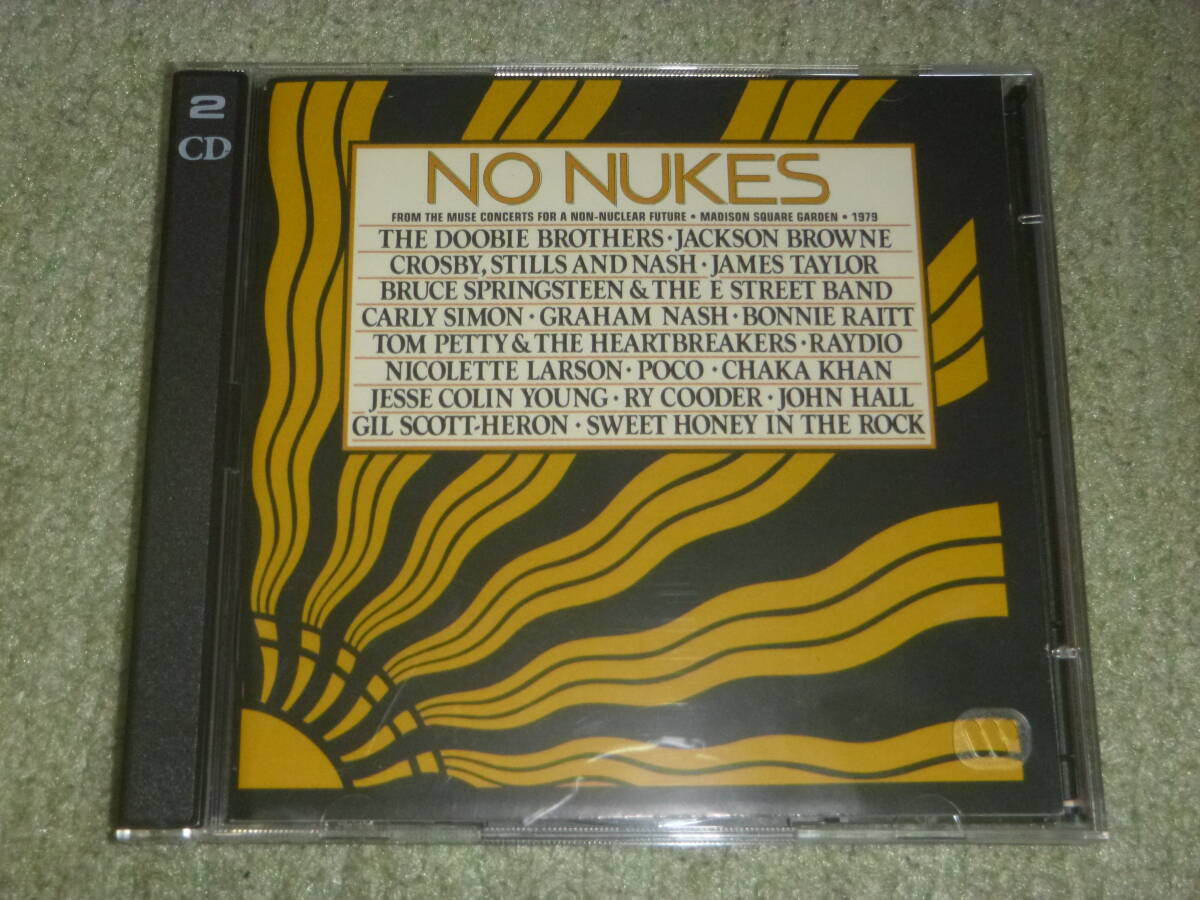 2
CD
NO NUKES
FROM THE MUSE CONCERTS FOR A NON-NUCLEAR FUTURE • MADISON SQUARE GARDEN • 1979
THE DOOBIE BROTHERS · JACKSON BROWNE
CROSBY, STILLS AND NASH · JAMES TAYLOR
BRUCE SPRINGSTEEN & THE E STREET BAND
CARLY SIMON · GRAHAM NASH · BONNIE RAITT
TOM PETTY & THE HEARTBREAKERS · RAYDIO
NICOLETTE LARSON · POCO · CHAKA KHAN
JESSE COLIN YOUNG · RY COODER · JOHN HALL
GIL SCOTT-HERON · SWEET HONEY IN THE ROCK